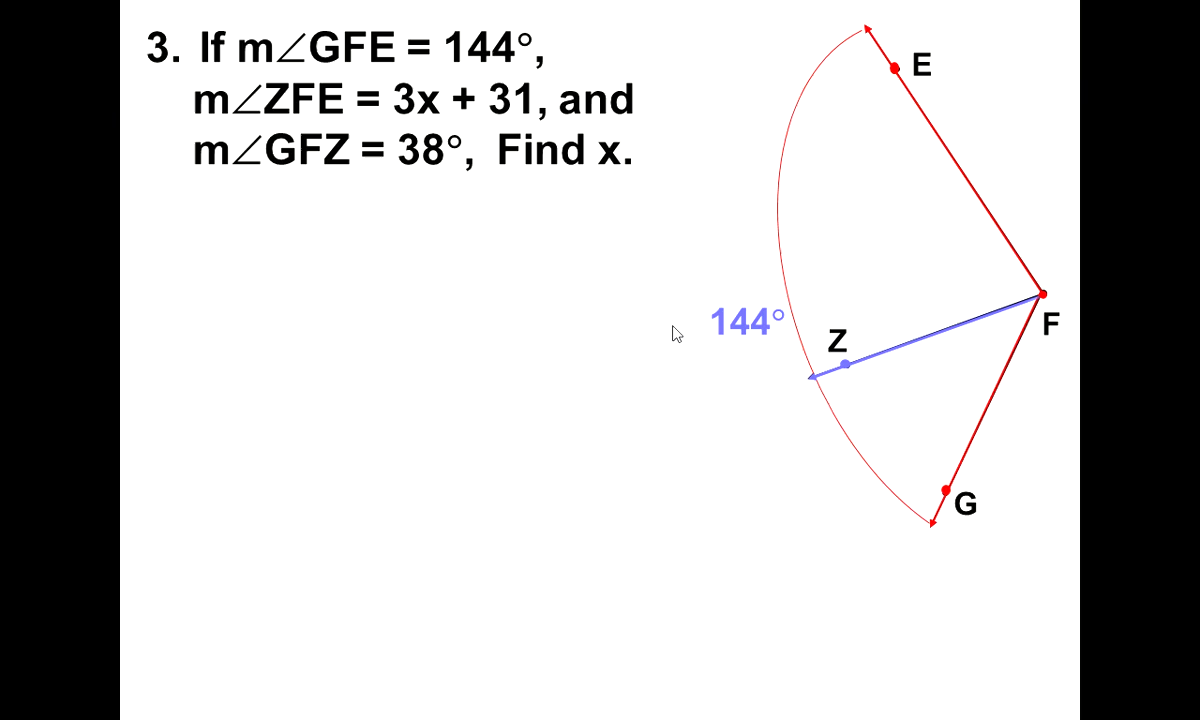 3. If m∠GFE = 144°,
m∠ZFE = 3x + 31, and
m∠GFZ = 38°, Find x.
E
144°
Z
F
G